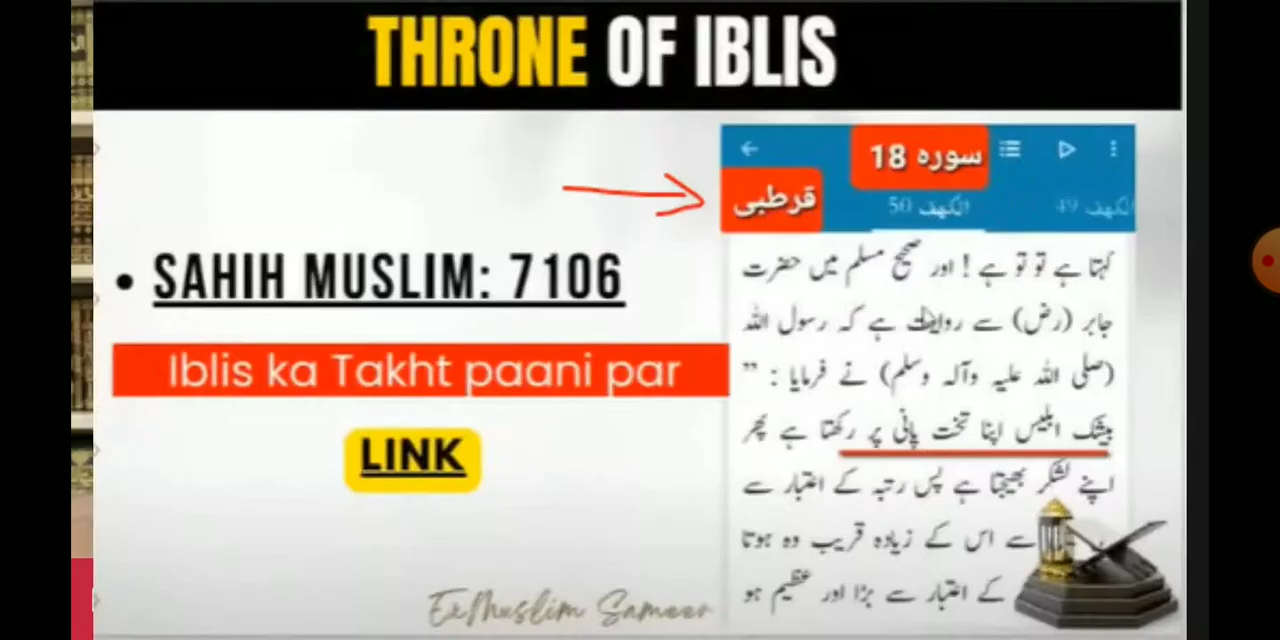 THRONE OF IBLIS
سورہ 18
قرطبی
الکهف 50
الکهف 49
• SAHIH MUSLIM: 7106
Iblis ka Takht paani par
LINK
کہتا ہے تو تو ہے ! اور صحیح مسلم میں حضرت
جابر (رض) سے روایت ہے کہ رسول اللہ
(صلی اللہ علیہ وآلہ وسلم) نے فرمایا : ”
بیشک ابلیس اپنا تخت پانی پر رکھتا ہے پھر
اپنے لشکر بھیجتا ہے پس رتبہ کے اعتبار سے
سے اس کے زیادہ قریب وہ ہوتا
کے اعتبار سے بڑا اور عظیم ہو
ExMuslim Sameer